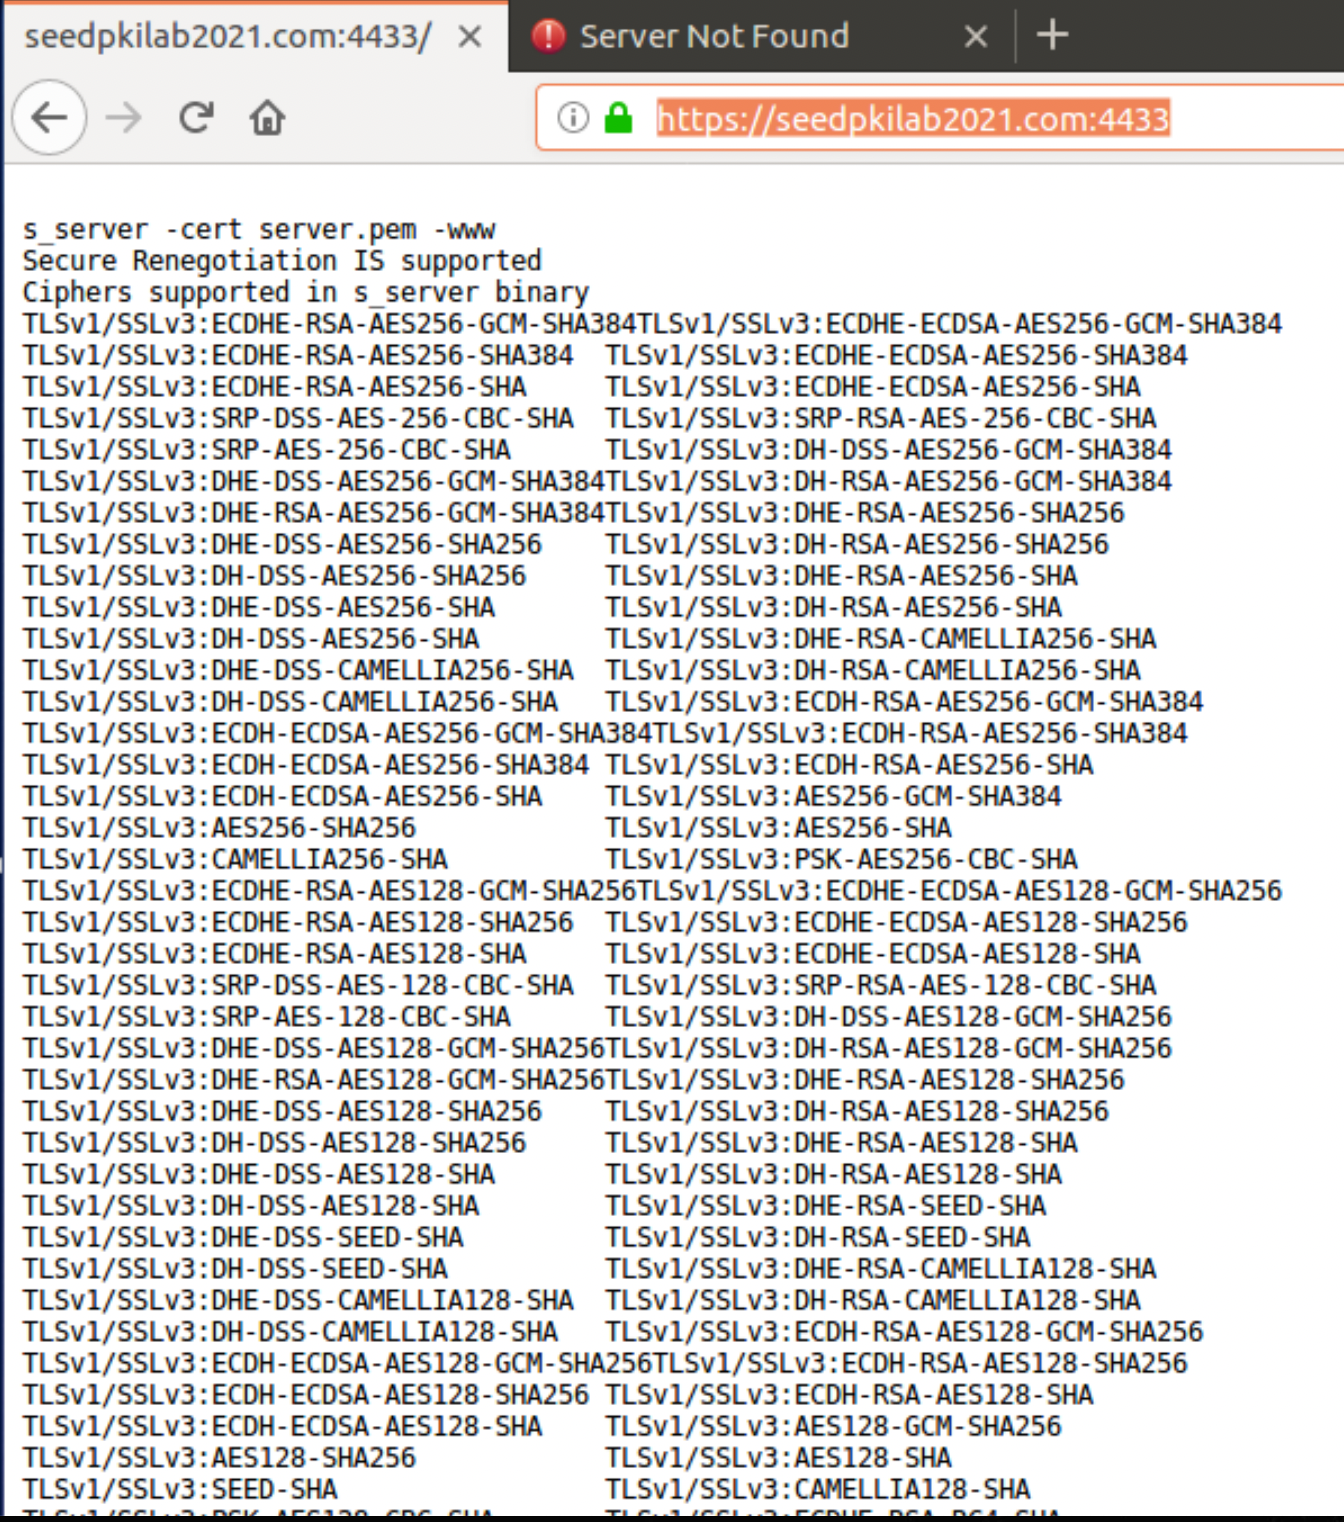 seedpkilab2021.com:4433/ Server Not Found
https://seedpkilab2021.com:4433
s_server -cert server.pem -www
Secure Renegotiation IS supported
Ciphers supported in s_server binary
TLSv1/SSLv3:ECDHE-RSA-AES256-GCM-SHA384TLSv1/SSLv3:ECDHE-ECDSA-AES256-GCM-SHA384
TLSv1/SSLv3:ECDHE-RSA-AES256-SHA384  TLSv1/SSLv3:ECDHE-ECDSA-AES256-SHA384
TLSv1/SSLv3:ECDHE-RSA-AES256-SHA     TLSv1/SSLv3:ECDHE-ECDSA-AES256-SHA
TLSv1/SSLv3:SRP-DSS-AES-256-CBC-SHA  TLSv1/SSLv3:SRP-RSA-AES-256-CBC-SHA
TLSv1/SSLv3:SRP-AES-256-CBC-SHA      TLSv1/SSLv3:DH-DSS-AES256-GCM-SHA384
TLSv1/SSLv3:DHE-DSS-AES256-GCM-SHA384TLSv1/SSLv3:DH-RSA-AES256-GCM-SHA384
TLSv1/SSLv3:DHE-RSA-AES256-GCM-SHA384TLSv1/SSLv3:DHE-RSA-AES256-SHA256
TLSv1/SSLv3:DHE-DSS-AES256-SHA256    TLSv1/SSLv3:DH-RSA-AES256-SHA256
TLSv1/SSLv3:DH-DSS-AES256-SHA256     TLSv1/SSLv3:DHE-RSA-AES256-SHA
TLSv1/SSLv3:DHE-DSS-AES256-SHA       TLSv1/SSLv3:DH-RSA-AES256-SHA
TLSv1/SSLv3:DH-DSS-AES256-SHA        TLSv1/SSLv3:DHE-RSA-CAMELLIA256-SHA
TLSv1/SSLv3:DHE-DSS-CAMELLIA256-SHA  TLSv1/SSLv3:DH-RSA-CAMELLIA256-SHA
TLSv1/SSLv3:DH-DSS-CAMELLIA256-SHA   TLSv1/SSLv3:ECDH-RSA-AES256-GCM-SHA384
TLSv1/SSLv3:ECDH-ECDSA-AES256-GCM-SHA384TLSv1/SSLv3:ECDH-RSA-AES256-SHA384
TLSv1/SSLv3:ECDH-ECDSA-AES256-SHA384 TLSv1/SSLv3:ECDH-RSA-AES256-SHA
TLSv1/SSLv3:ECDH-ECDSA-AES256-SHA    TLSv1/SSLv3:AES256-GCM-SHA384
TLSv1/SSLv3:AES256-SHA256            TLSv1/SSLv3:AES256-SHA
TLSv1/SSLv3:CAMELLIA256-SHA          TLSv1/SSLv3:PSK-AES256-CBC-SHA
TLSv1/SSLv3:ECDHE-RSA-AES128-GCM-SHA256TLSv1/SSLv3:ECDHE-ECDSA-AES128-GCM-SHA256
TLSv1/SSLv3:ECDHE-RSA-AES128-SHA256  TLSv1/SSLv3:ECDHE-ECDSA-AES128-SHA256
TLSv1/SSLv3:ECDHE-RSA-AES128-SHA     TLSv1/SSLv3:ECDHE-ECDSA-AES128-SHA
TLSv1/SSLv3:SRP-DSS-AES-128-CBC-SHA  TLSv1/SSLv3:SRP-RSA-AES-128-CBC-SHA
TLSv1/SSLv3:SRP-AES-128-CBC-SHA      TLSv1/SSLv3:DH-DSS-AES128-GCM-SHA256
TLSv1/SSLv3:DHE-DSS-AES128-GCM-SHA256TLSv1/SSLv3:DH-RSA-AES128-GCM-SHA256
TLSv1/SSLv3:DHE-RSA-AES128-GCM-SHA256TLSv1/SSLv3:DHE-RSA-AES128-SHA256
TLSv1/SSLv3:DHE-DSS-AES128-SHA256    TLSv1/SSLv3:DH-RSA-AES128-SHA256
TLSv1/SSLv3:DH-DSS-AES128-SHA256     TLSv1/SSLv3:DHE-RSA-AES128-SHA
TLSv1/SSLv3:DHE-DSS-AES128-SHA       TLSv1/SSLv3:DH-RSA-AES128-SHA
TLSv1/SSLv3:DH-DSS-AES128-SHA        TLSv1/SSLv3:DHE-RSA-SEED-SHA
TLSv1/SSLv3:DHE-DSS-SEED-SHA         TLSv1/SSLv3:DH-RSA-SEED-SHA
TLSv1/SSLv3:DH-DSS-SEED-SHA          TLSv1/SSLv3:DHE-RSA-CAMELLIA128-SHA
TLSv1/SSLv3:DHE-DSS-CAMELLIA128-SHA  TLSv1/SSLv3:DH-RSA-CAMELLIA128-SHA
TLSv1/SSLv3:DH-DSS-CAMELLIA128-SHA   TLSv1/SSLv3:ECDH-RSA-AES128-GCM-SHA256
TLSv1/SSLv3:ECDH-ECDSA-AES128-GCM-SHA256TLSv1/SSLv3:ECDH-RSA-AES128-SHA256
TLSv1/SSLv3:ECDH-ECDSA-AES128-SHA256 TLSv1/SSLv3:ECDH-RSA-AES128-SHA
TLSv1/SSLv3:ECDH-ECDSA-AES128-SHA    TLSv1/SSLv3:AES128-GCM-SHA256
TLSv1/SSLv3:AES128-SHA256            TLSv1/SSLv3:AES128-SHA
TLSv1/SSLv3:SEED-SHA                 TLSv1/SSLv3:CAMELLIA128-SHA